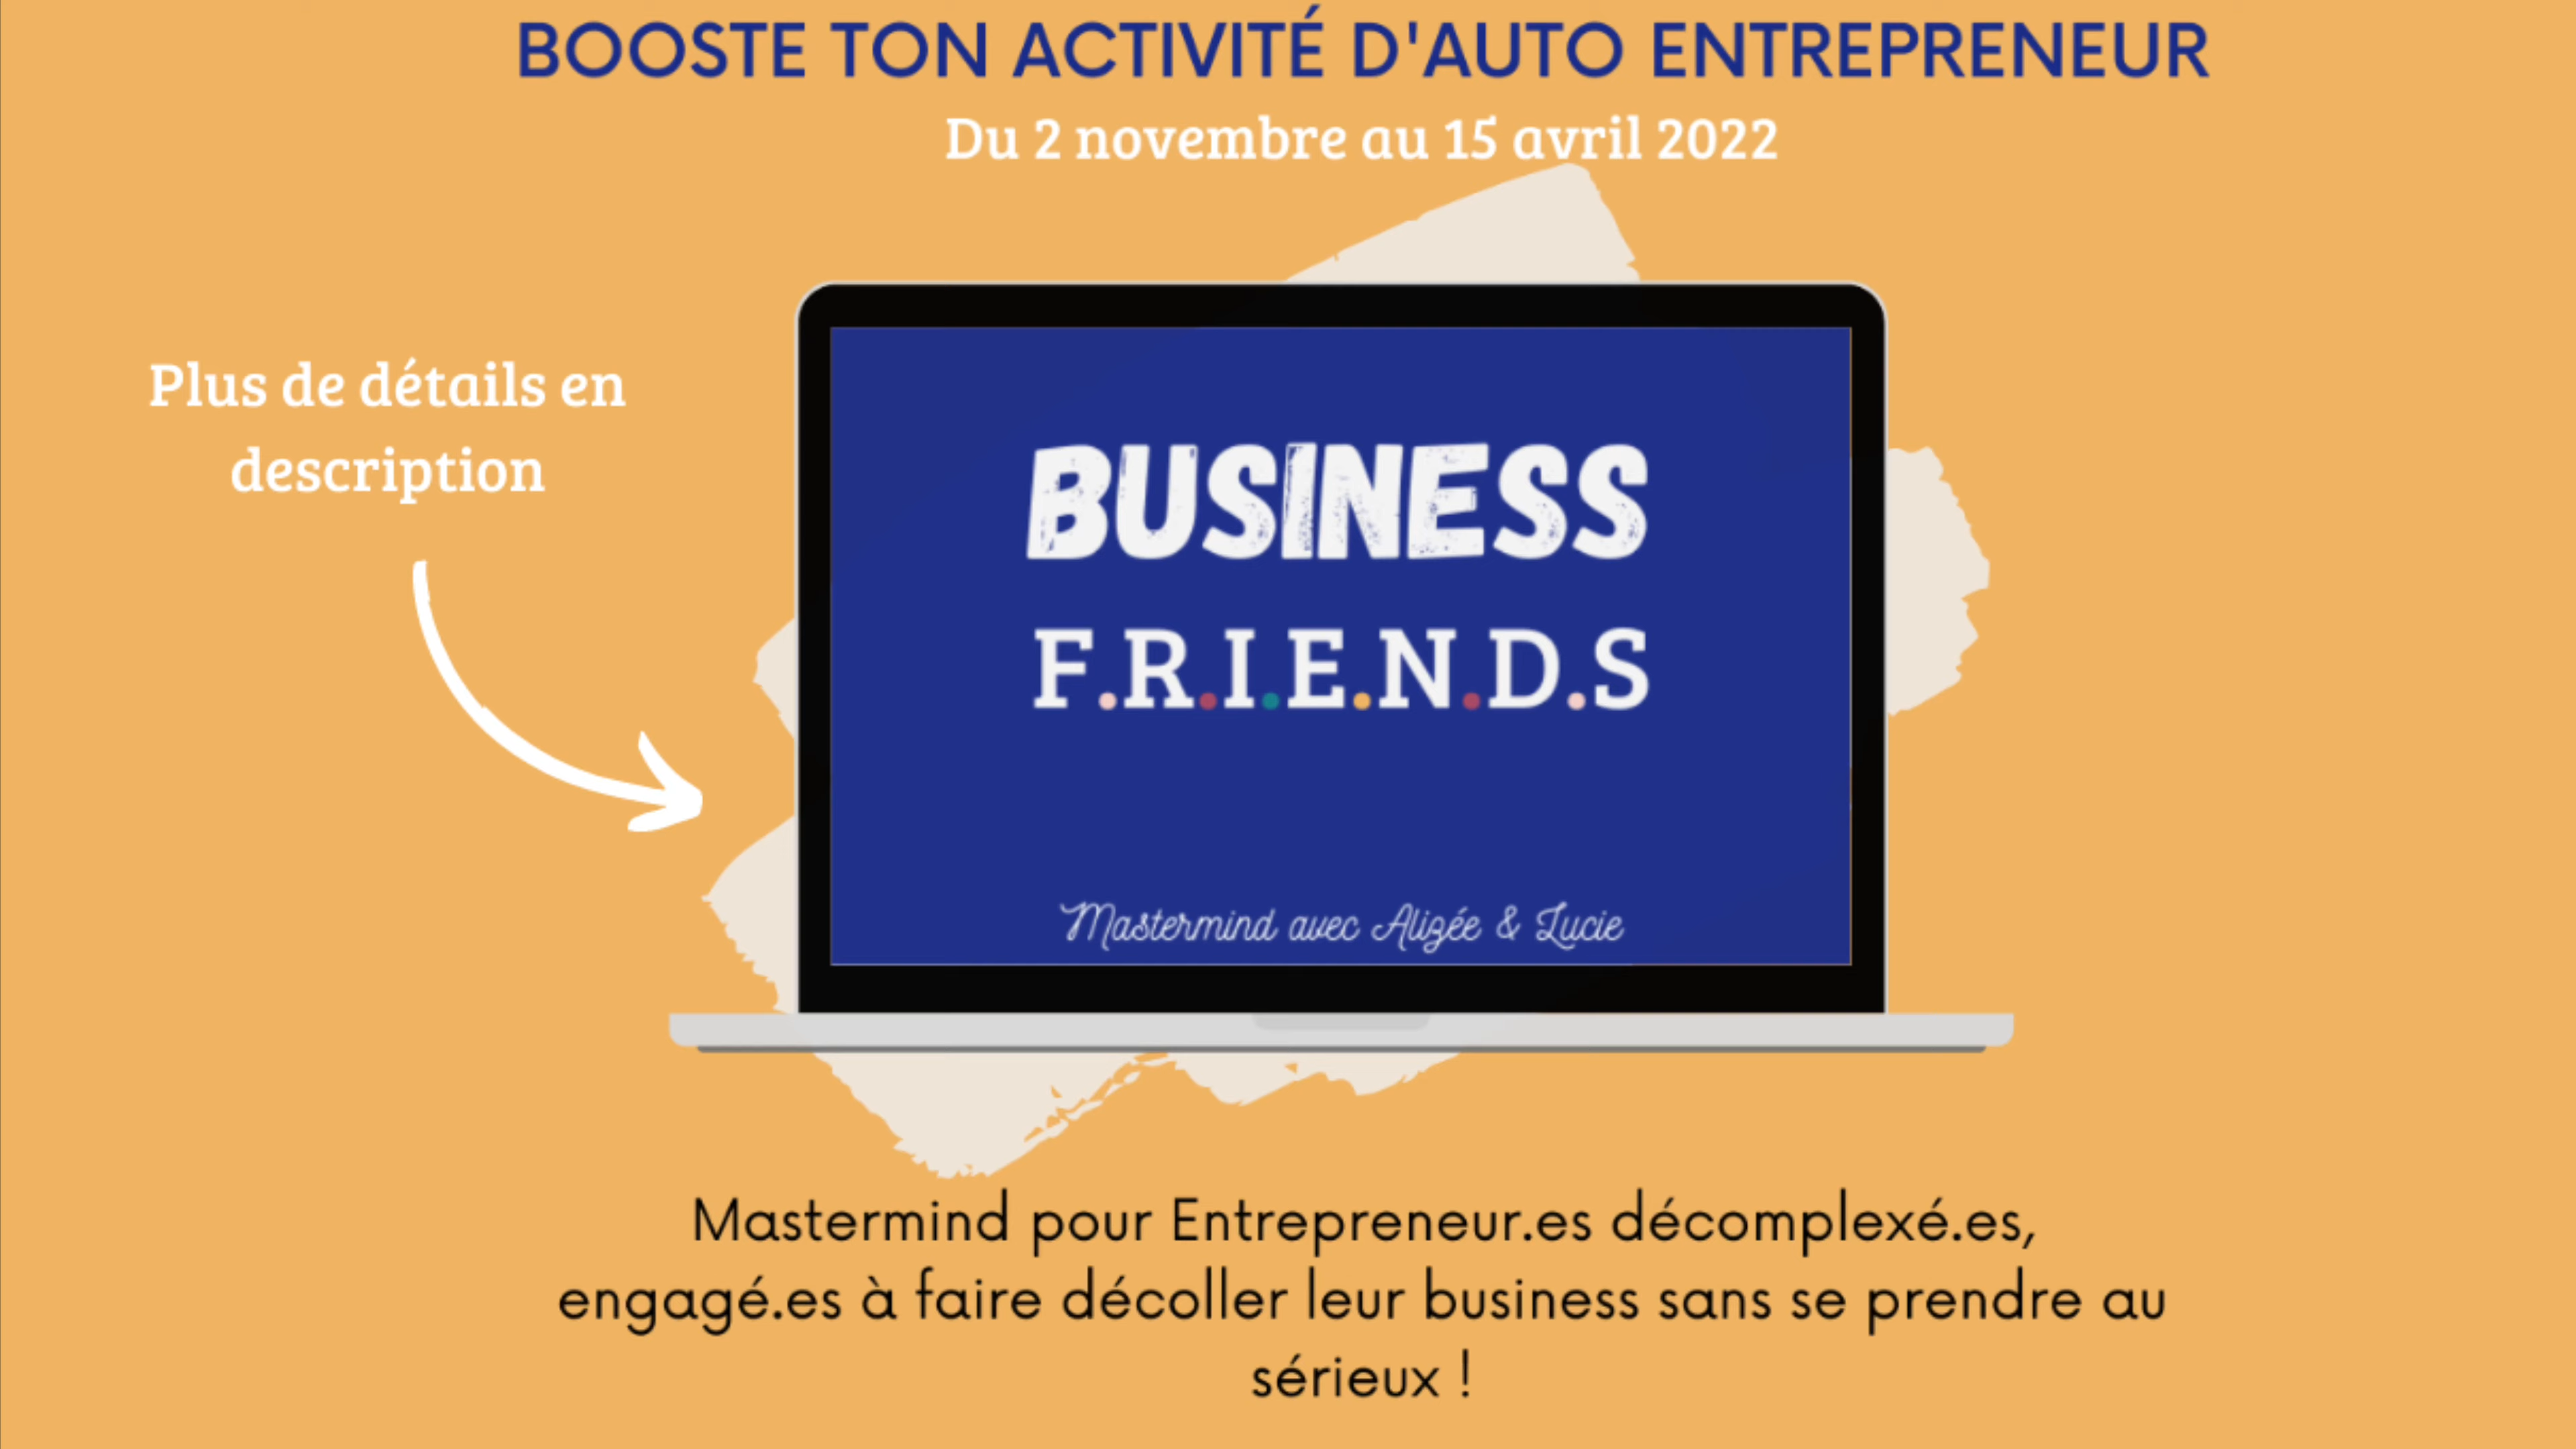 BOOSTE TON ACTIVITÉ D'AUTO ENTREPRENEUR
Du 2 novembre au 15 avril 2022
Plus de détails en
description
BUSINESS
F.R.I.E.N.D.S
Mastermind avec Alizée & Lucie
Mastermind pour Entrepreneur.es décomplexé.es,
engagé.es à faire décoller leur business sans se prendre au
sérieux !